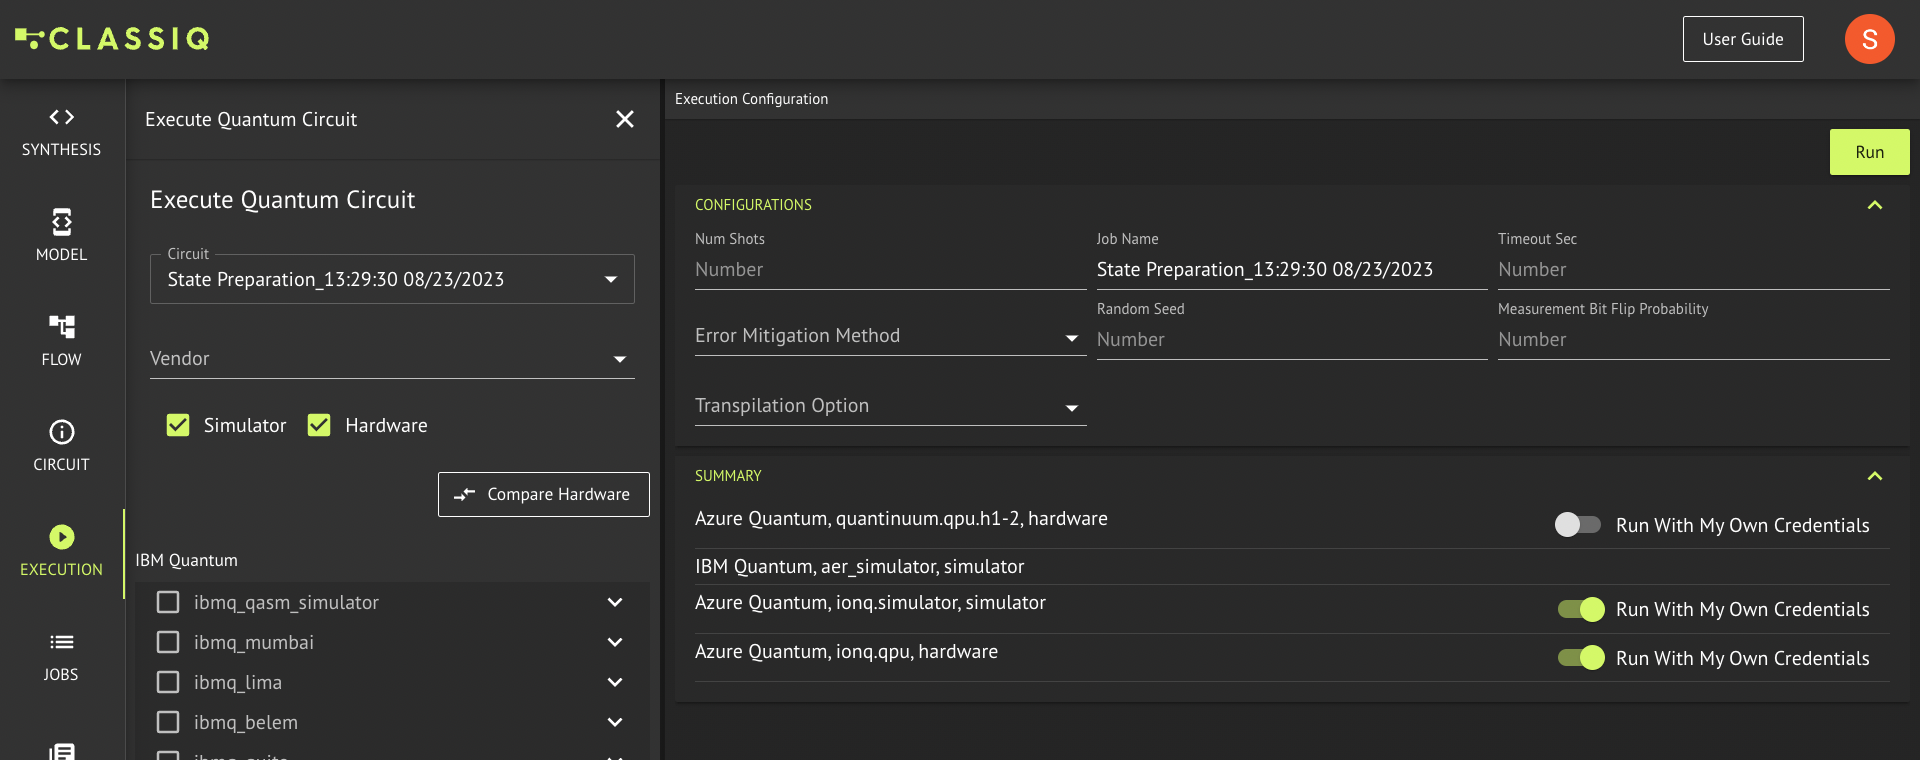 CLASSIQ
User Guide
S
SYNTHESIS
MODEL
FLOW
CIRCUIT
EXECUTION
JOBS
Execute Quantum Circuit
Execute Quantum Circuit
Circuit
State Preparation_13:29:30 08/23/2023
Vendor
Simulator
Hardware
Compare Hardware
IBM Quantum
ibmq_qasm_simulator
ibmq_mumbai
ibmq_lima
ibmq_belem
Execution Configuration
Run
CONFIGURATIONS
Num Shots
Number
Job Name
State Preparation_13:29:30 08/23/2023
Timeout Sec
Number
Error Mitigation Method
Random Seed
Number
Measurement Bit Flip Probability
Number
Transpilation Option
SUMMARY
Azure Quantum, quantinuum.qpu.h1-2, hardware
Run With My Own Credentials
IBM Quantum, aer_simulator, simulator
Azure Quantum, ionq.simulator, simulator
Run With My Own Credentials
Azure Quantum, ionq.qpu, hardware
Run With My Own Credentials